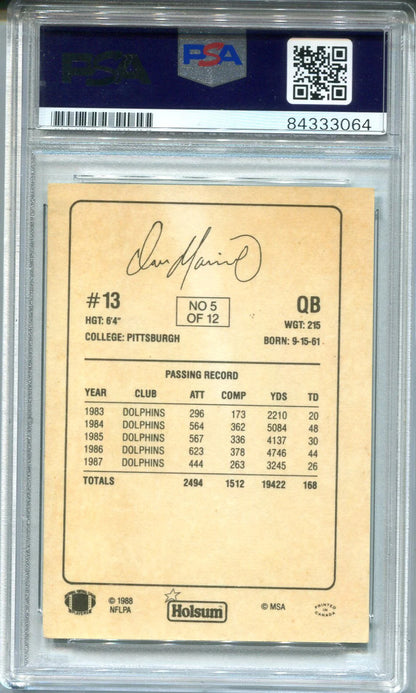 PSA PSA
84333064
Dan Marino
#13 NO 5 OF 12 QB
HGT: 6'4" WGT: 215
COLLEGE: PITTSBURGH BORN: 9-15-61
PASSING RECORD
YEAR CLUB ATT COMP YDS TD
1983 DOLPHINS 296 173 2210 20
1984 DOLPHINS 564 362 5084 48
1985 DOLPHINS 567 336 4137 30
1986 DOLPHINS 623 378 4746 44
1987 DOLPHINS 444 263 3245 26
TOTALS 2494 1512 19422 168
© 1988
NFLPA
Holsum
© MSA
PRINTED IN CANADA